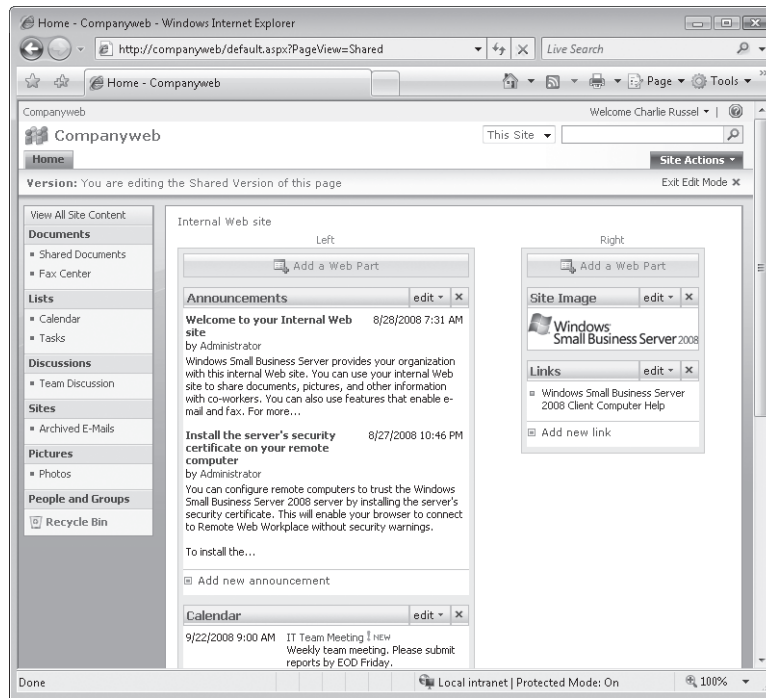 Home - Companyweb - Windows Internet Explorer
http://companyweb/default.aspx?PageView=Shared
Live Search
Home - Companyweb
Page
Tools
Companyweb
Welcome Charlie Russel
Companyweb
This Site
Home
Site Actions
Version: You are editing the Shared Version of this page
Exit Edit Mode
View All Site Content
Documents
Shared Documents
Fax Center
Lists
Calendar
Tasks
Discussions
Team Discussion
Sites
Archived E-Mails
Pictures
Photos
People and Groups
Recycle Bin
Internal Web site
Left
Add a Web Part
Announcements
edit
Welcome to your Internal Web
site
8/28/2008 7:31 AM
by Administrator
Windows Small Business Server provides your organization
with this internal Web site. You can use your internal Web
site to share documents, pictures, and other information
with co-workers. You can also use features that enable e-
mail and fax. For more...
Install the server's security
certificate on your remote
computer
8/27/2008 10:46 PM
by Administrator
You can configure remote computers to trust the Windows
Small Business Server 2008 server by installing the server's
security certificate. This will enable your browser to connect
to Remote Web Workplace without security warnings.
To install the...
Add new announcement
Calendar
edit
9/22/2008 9:00 AM
IT Team Meeting ! NEW
Weekly team meeting. Please submit
reports by EOD Friday.
Right
Add a Web Part
Site Image
edit
Windows
Small Business Server 2008
Links
edit
Windows Small Business Server
2008 Client Computer Help
Add new link
Done
Local intranet | Protected Mode: On
100%